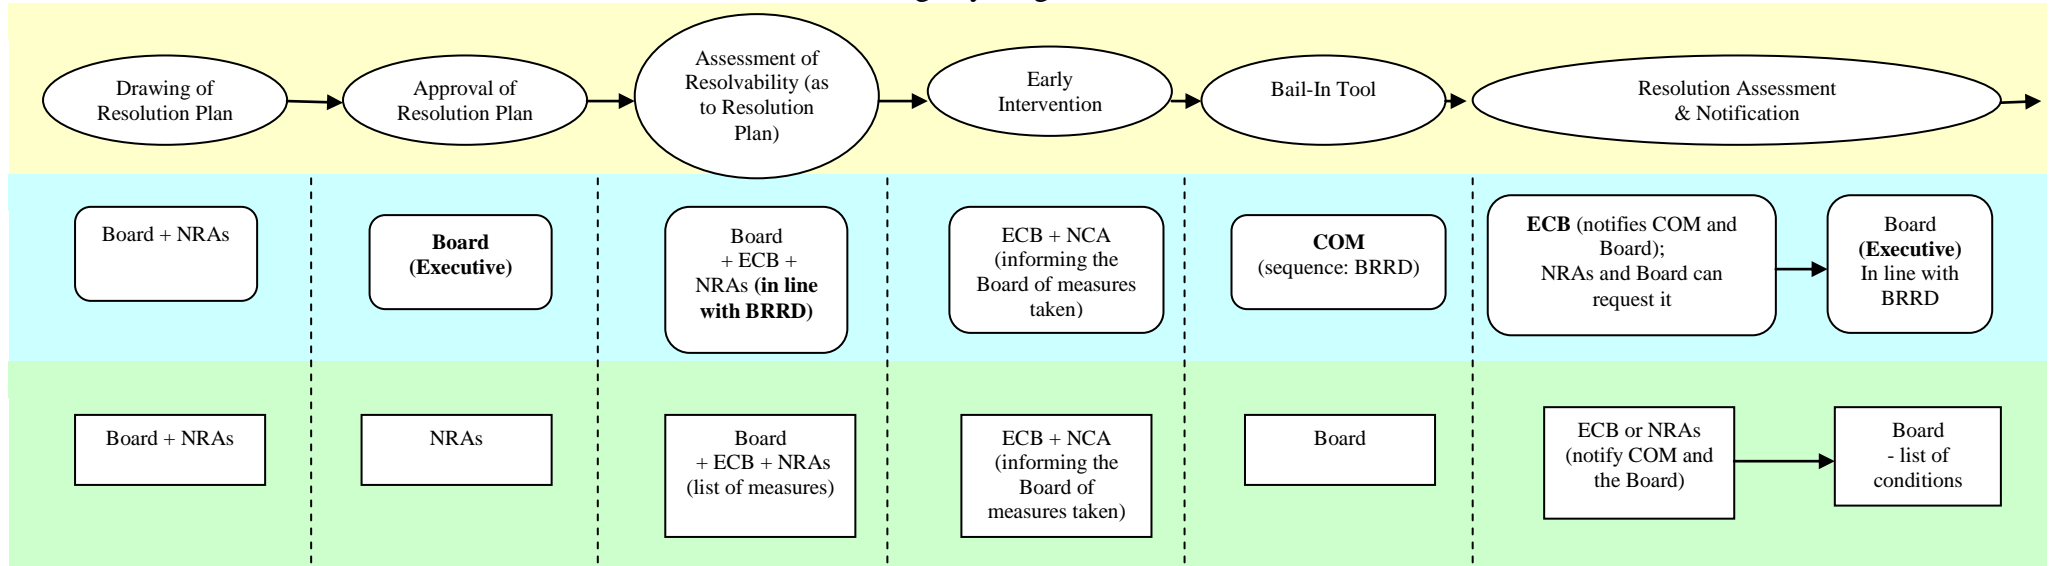 Drawing of
Resolution Plan
Approval of
Resolution Plan
Assessment of
Resolvability (as
to Resolution
Plan)
Early
Intervention
Bail-In Tool
Resolution Assessment
& Notification
Board + NRAs
Board
(Executive)
Board
+ ECB +
NRAs (in line
with BRRD)
ECB + NCA
(informing the
Board of measures
taken)
COM
(sequence: BRRD)
ECB (notifies COM and
Board);
NRAs and Board can
request it
Board
(Executive)
In line with
BRRD
Board + NRAs
NRAs
Board
+ ECB + NRAs
(list of measures)
ECB + NCA
(informing the
Board of
measures taken)
Board
ECB or NRAs
(notify COM and
the Board)
Board
- list of
conditions